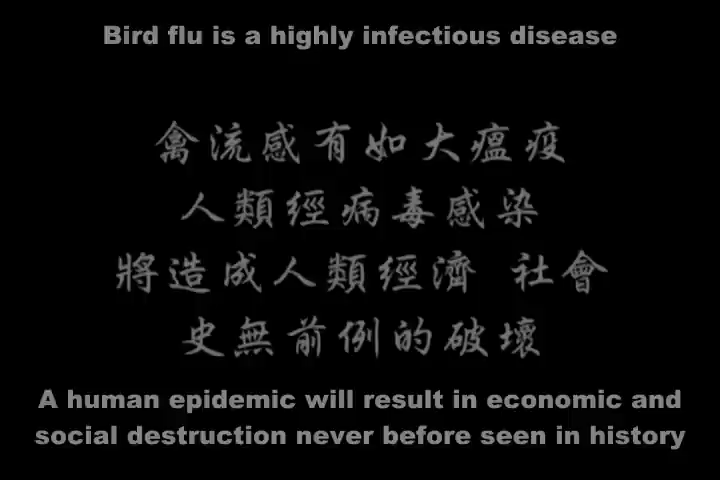 Bird flu is a highly infectious disease
禽流感有如大瘟疫
人類經病毒感染
將造成人類經濟 社會
史無前例的破壞
A human epidemic will result in economic and
social destruction never before seen in history